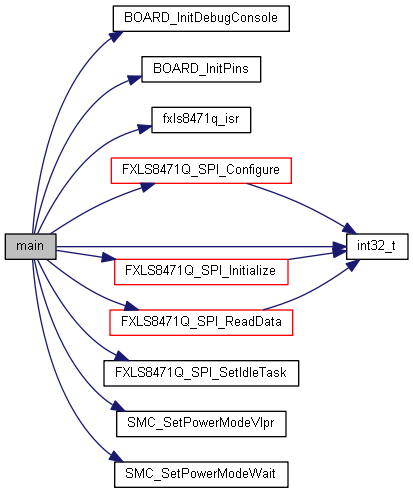 BOARD_InitDebugConsole
BOARD_InitPins
fxls8471q_isr
FXLS8471Q_SPI_Configure
main
int32_t
FXLS8471Q_SPI_Initialize
FXLS8471Q_SPI_ReadData
FXLS8471Q_SPI_SetIdleTask
SMC_SetPowerModeVlpr
SMC_SetPowerModeWait